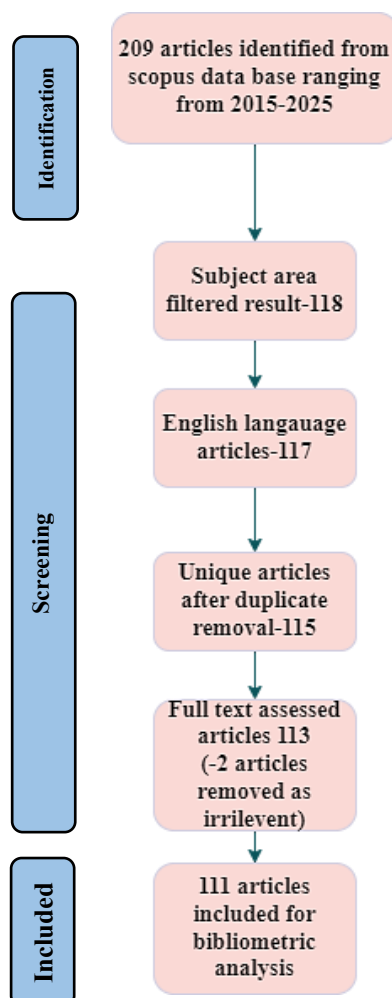 Identification
209 articles identified from
scopus data base ranging
from 2015-2025
Screening
Subject area
filtered result-118
English langauage
articles-117
Unique articles
after duplicate
removal-115
Full text assessed
articles 113
(-2 articles
removed as
irrilevent)
Included
111 articles
included for
bibliometric
analysis